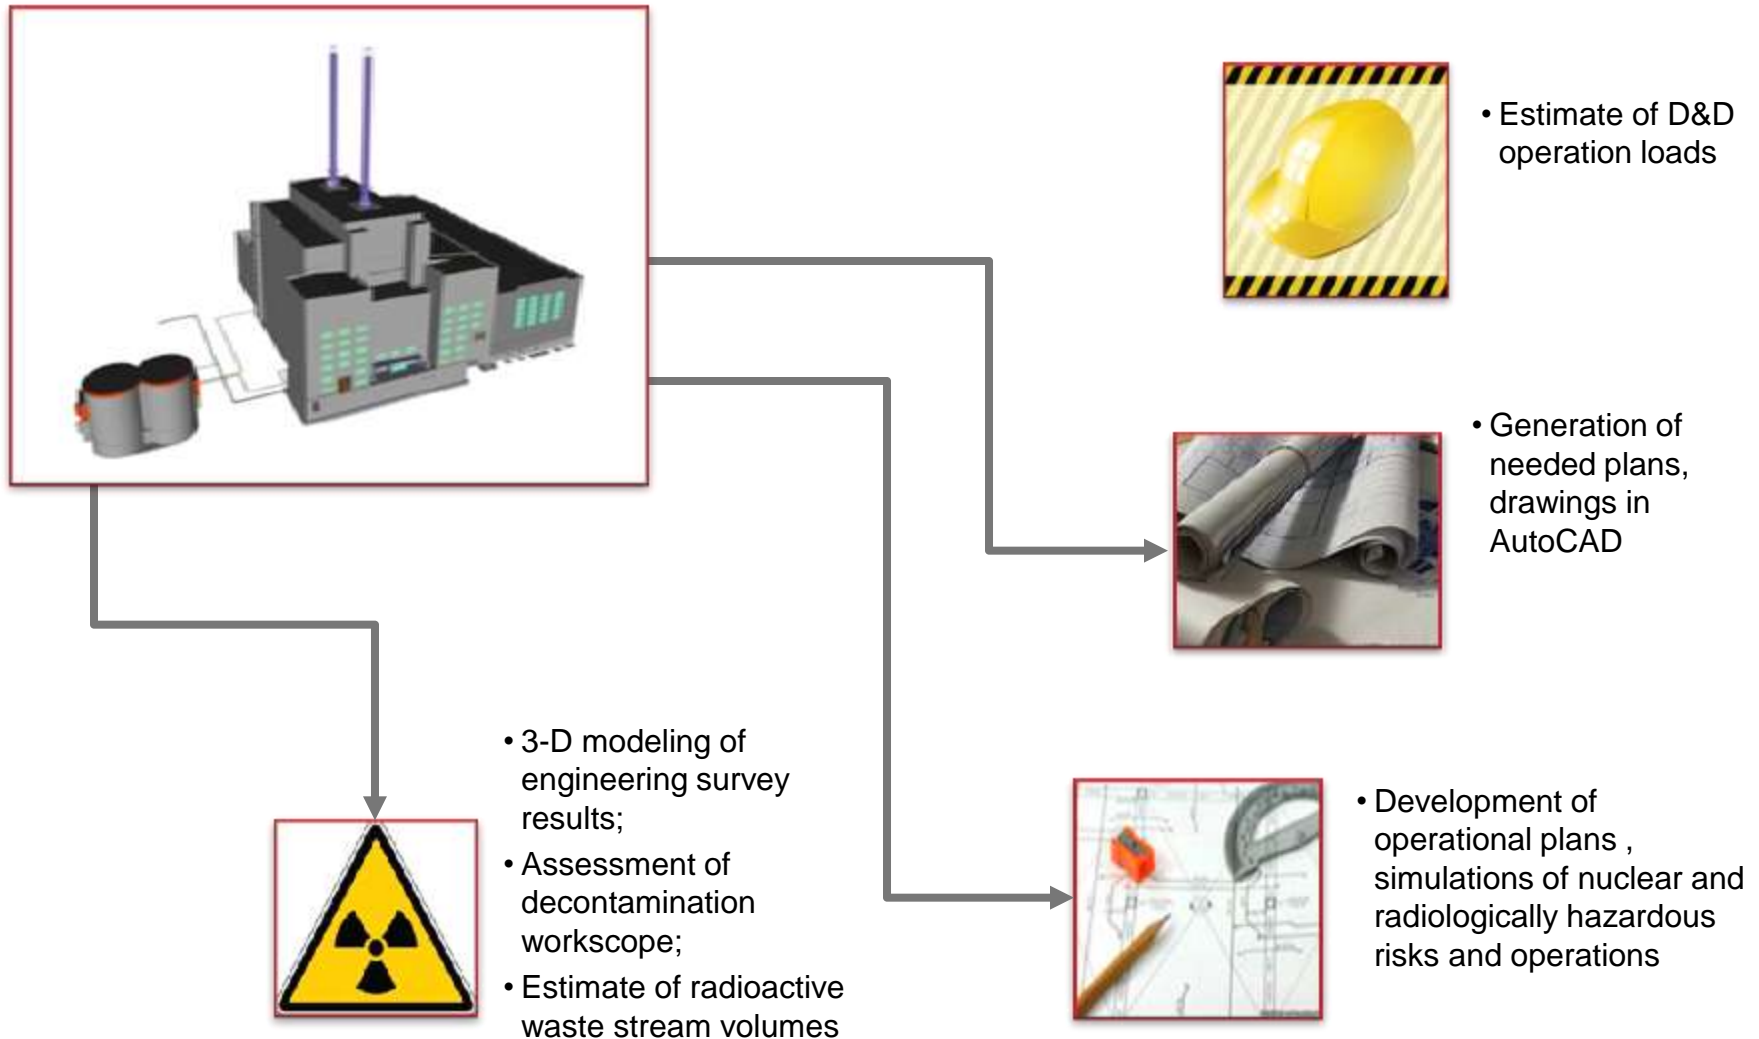 • Estimate of D&D
operation loads
• Generation of
needed plans,
drawings in
AutoCAD
• 3-D modeling of
engineering survey
results;
• Assessment of
decontamination
workscope;
• Estimate of radioactive
waste stream volumes
• Development of
operational plans ,
simulations of nuclear and
radiologically hazardous
risks and operations